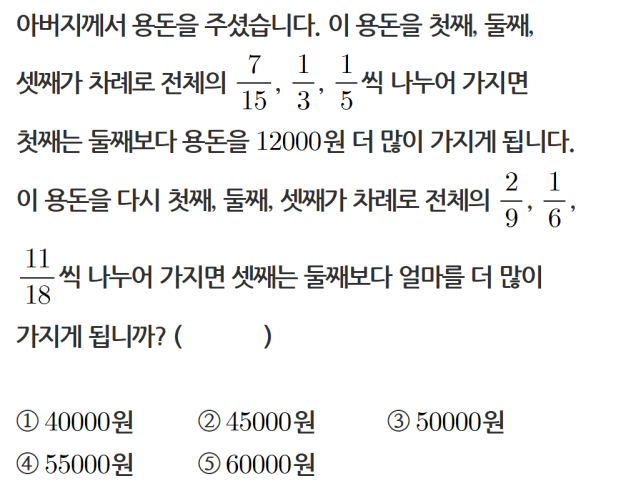 아버지께서 용돈을 주셨습니다. 이 용돈을 첫째, 둘째,
셋째가 차례로 전체의 7/15, 1/3, 1/5씩 나누어 가지면
첫째는 둘째보다 용돈을 12000원 더 많이 가지게 됩니다.
이 용돈을 다시 첫째, 둘째, 셋째가 차례로 전체의 2/9, 1/6,
11/18씩 나누어 가지면 셋째는 둘째보다 얼마를 더 많이
가지게 됩니까? ( )
① 40000원 ② 45000원 ③ 50000원
④ 55000원 ⑤ 60000원